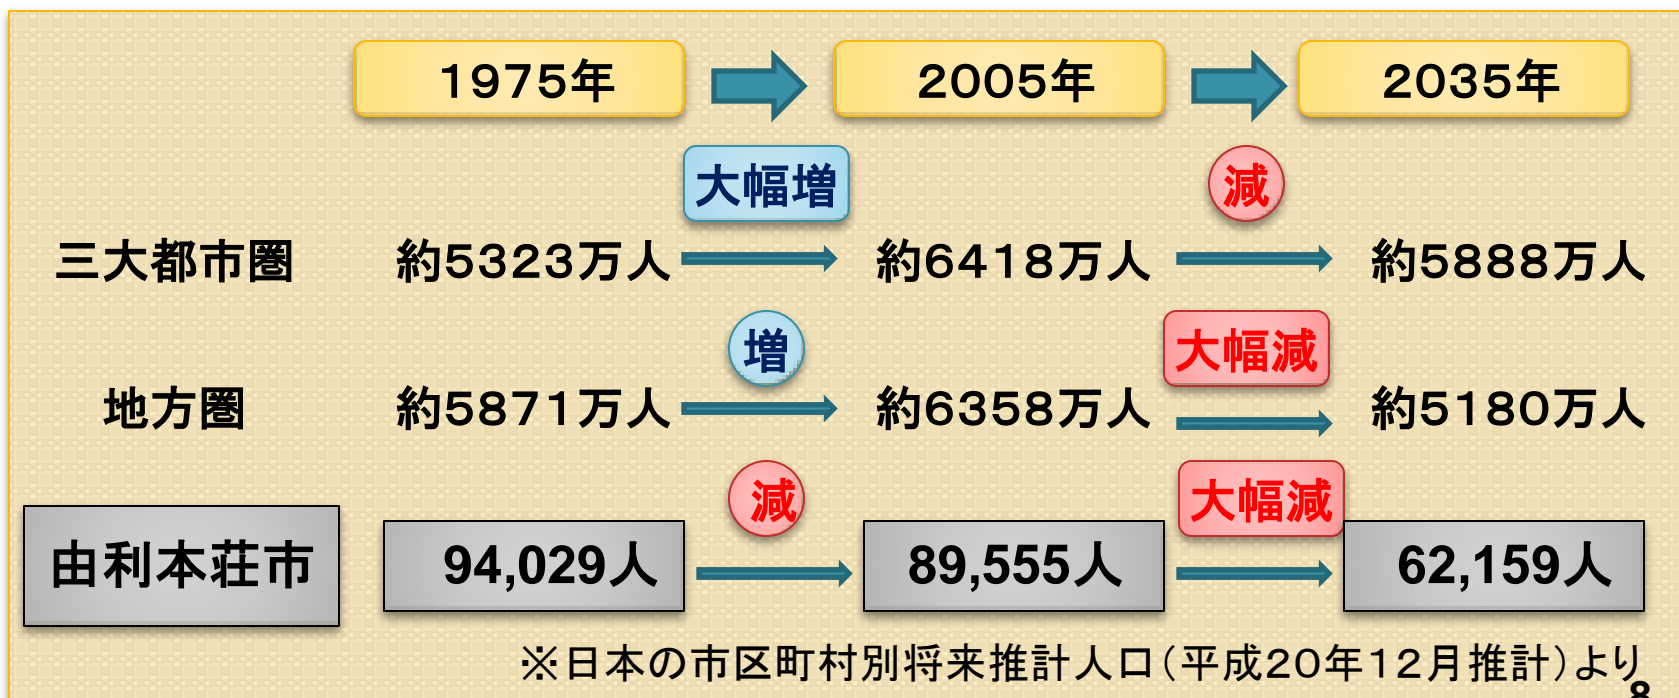 1975年 2005年 2035年
大幅増 減
三大都市圏 約5323万人 約6418万人 約5888万人
増 大幅減
地方圏 約5871万人 約6358万人 約5180万人
減 大幅減
由利本荘市 94,029人 89,555人 62,159人
※日本の市区町村別将来推計人口(平成20年12月推計)より
8